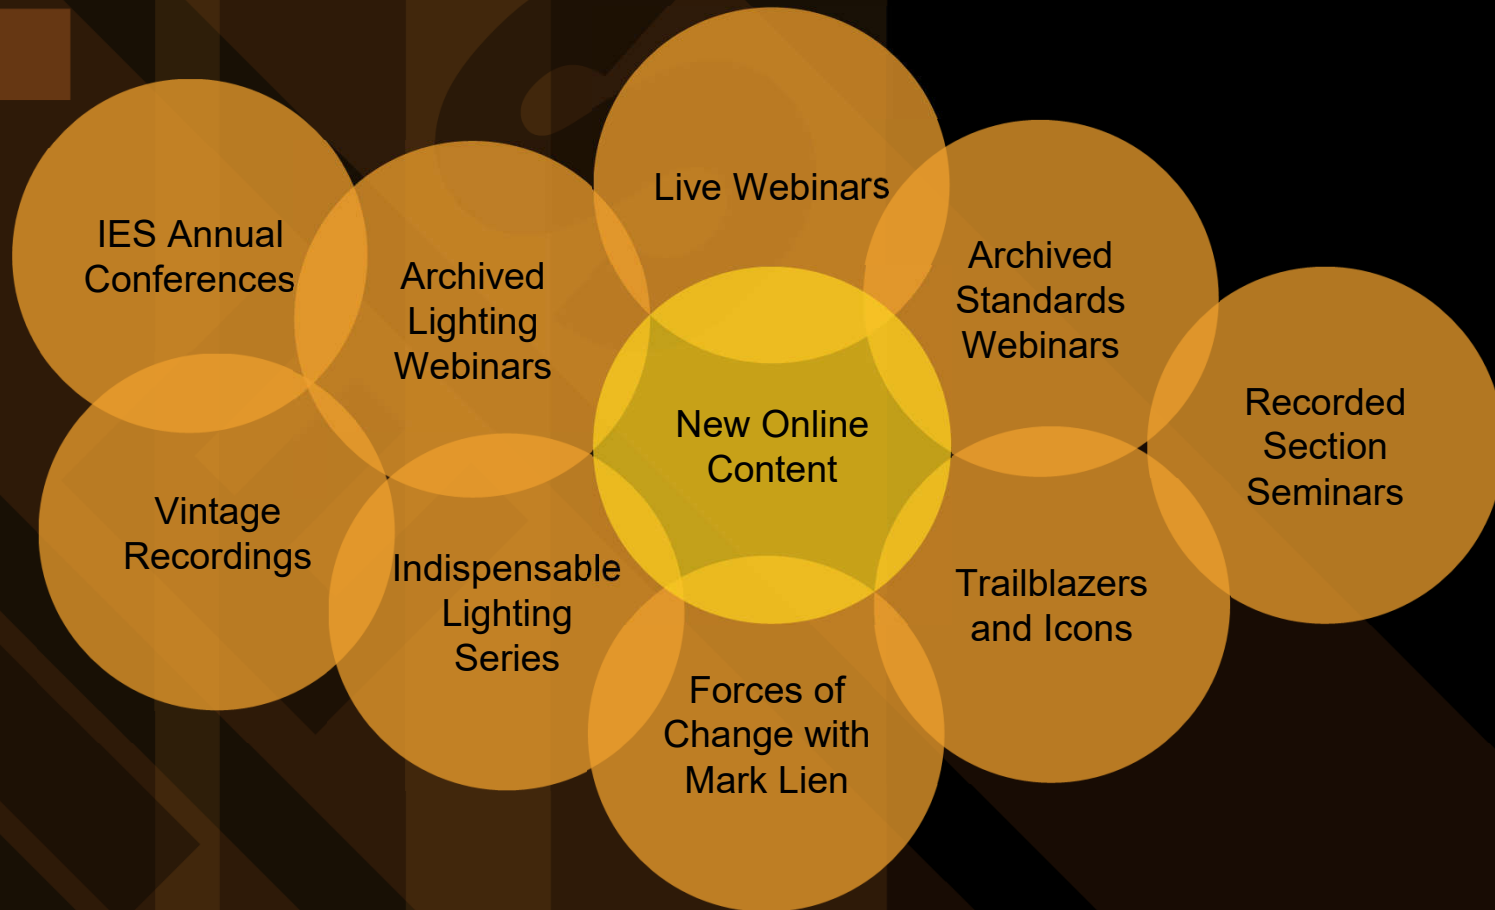 IES Annual
Conferences
Archived
Lighting
Webinars
Live Webinars
Archived
Standards
Webinars
Recorded
Section
Seminars
New Online
Content
Vintage
Recordings
Indispensable
Lighting
Series
Forces of
Change with
Mark Lien
Trailblazers
and Icons